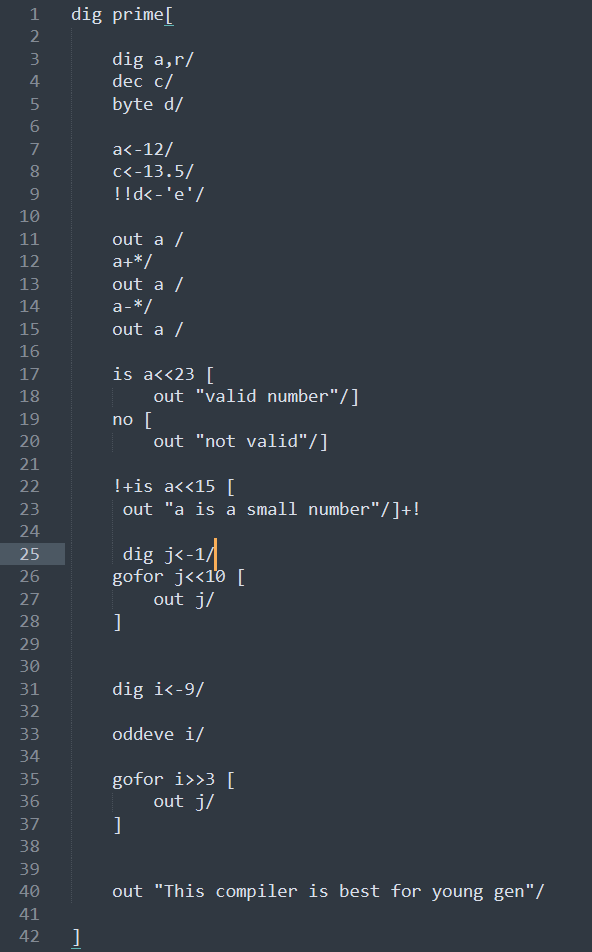 1 dig prime[
2
3 dig a,r/
4 dec c/
5 byte d/
6
7 a<-12/
8 c<-13.5/
9 !!d<-'e'/
10
11 out a /
12 a+*/
13 out a /
14 a-*/
15 out a /
16
17 is a<<23 [
18 out "valid number"/]
19 no [
20 out "not valid"/]
21
22 !+is a<<15 [
23 out "a is a small number"/]+!
24
25 dig j<-1/
26 gofor j<<10 [
27 out j/
28 ]
29
30
31 dig i<-9/
32
33 oddeve i/
34
35 gofor i>>3 [
36 out j/
37 ]
38
39
40 out "This compiler is best for young gen"/
41
42 ]